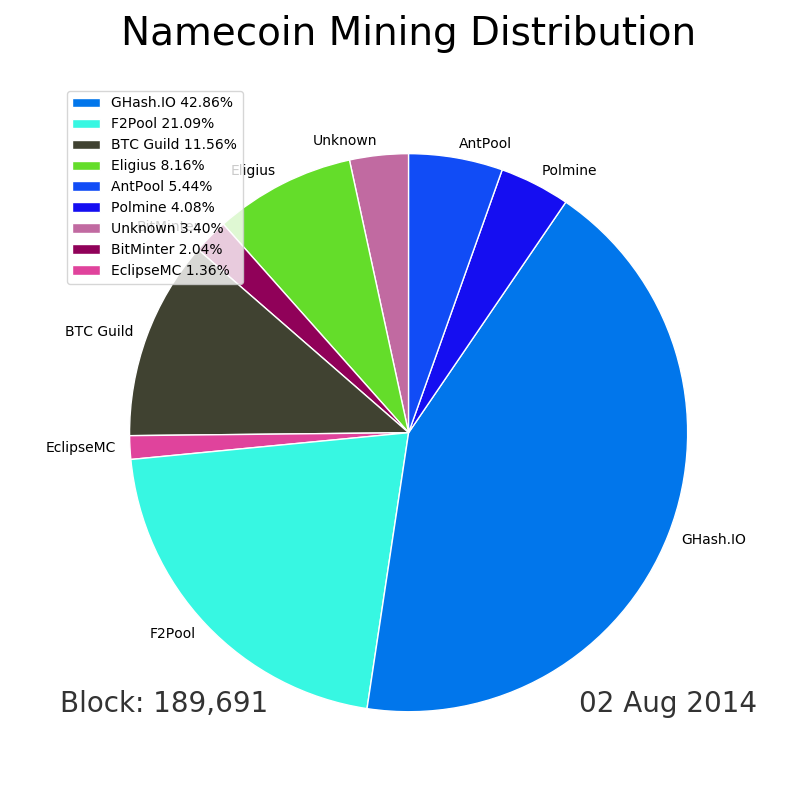 Namecoin Mining Distribution
GHash.IO 42.86%
F2Pool 21.09%
BTC Guild 11.56%
Eligius 8.16%
AntPool 5.44%
Polmine 4.08%
Unknown 3.40%
BitMinter 2.04%
EclipseMC 1.36%
Unknown
AntPool
Eligius
Polmine
BitMinter
BTC Guild
EclipseMC
GHash.IO
F2Pool
Block: 189,691
02 Aug 2014